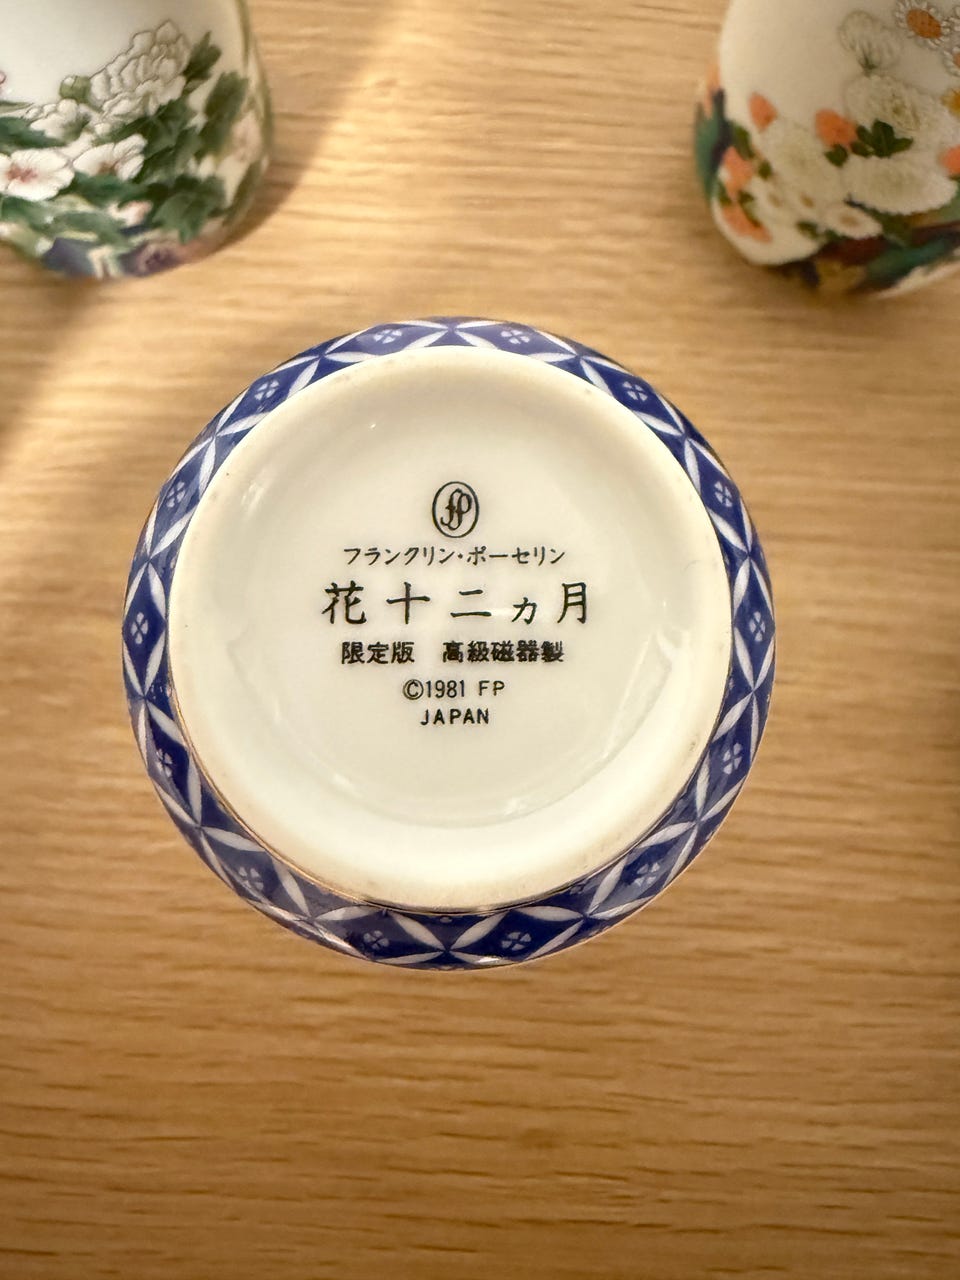 FP
フランクリン・ポーセリン
花十二ヵ月
限定版 高級磁器製
©1981 FP
JAPAN